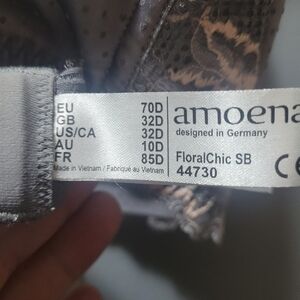 EU 70D
GB 32D
US/CA 32D
AU 10D
FR 85D
Made in Vietnam / Fabriqué au Vietnam
amoena
designed in Germany
FloralChic SB
44730
CE